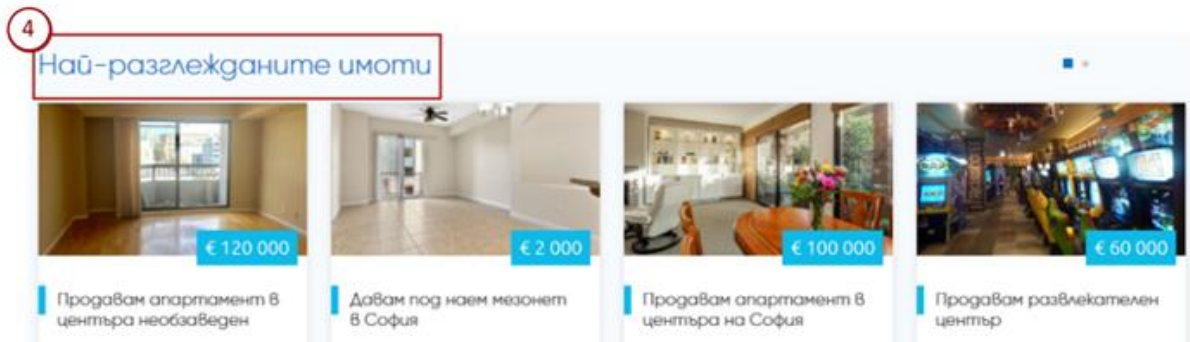 4
Най-разглежданите имоти
€ 120 000
€ 2 000
€ 100 000
€ 60 000
Продавам апартамент в
центъра необзаведен
Давам под наем мезонет
в София
Продавам апартамент в
центъра на София
Продавам развлекателен
център